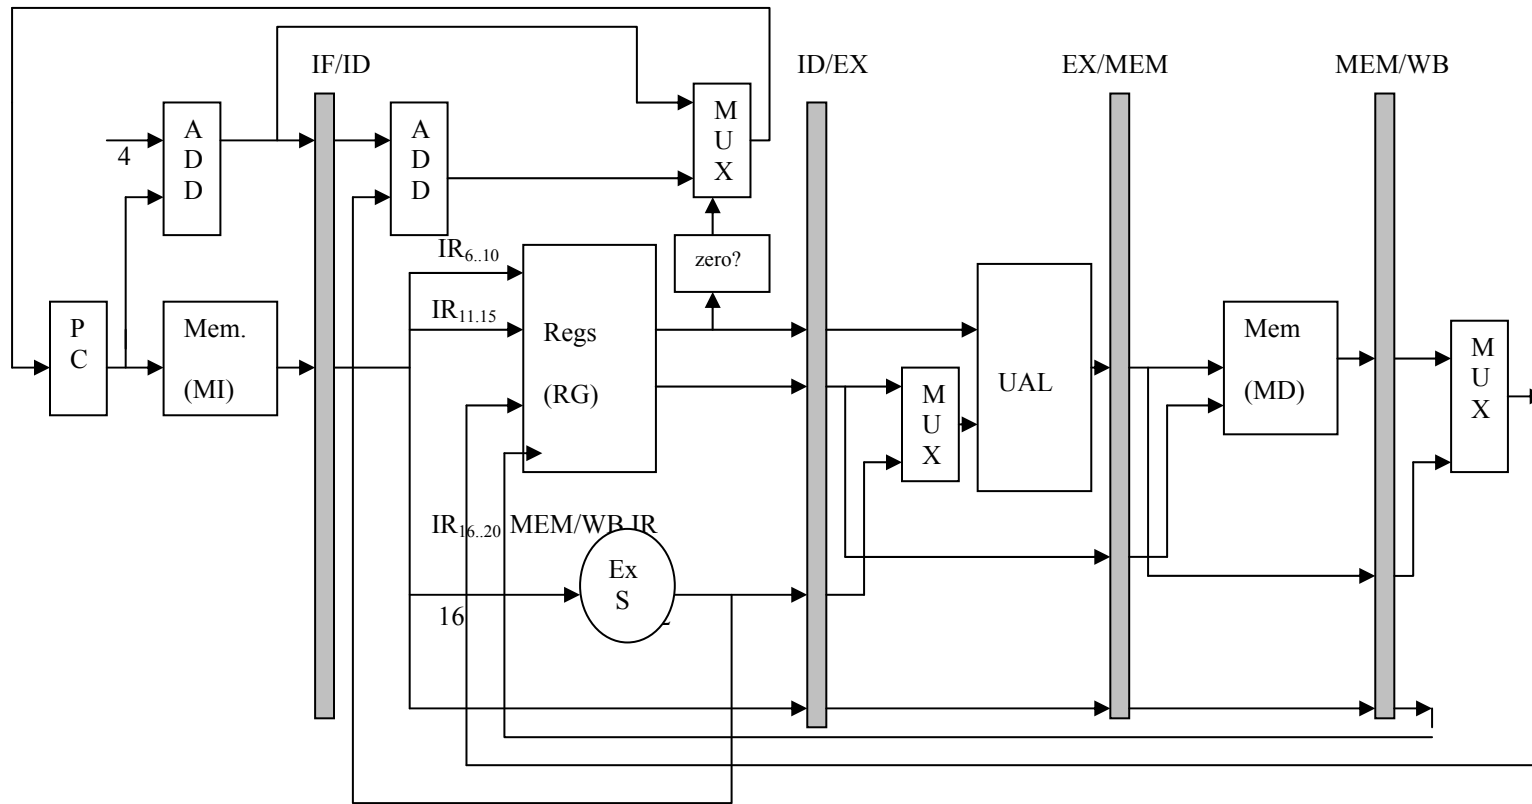 IF/ID
ID/EX
EX/MEM
MEM/WB
4
A
D
D
A
D
D
M
U
X
IR6..10
zero?
IR11.15
P
C
Mem.
(MI)
Regs
(RG)
M
U
X
UAL
Mem
(MD)
M
U
X
IR16..20 MEM/WB.IR
Ex
S
16